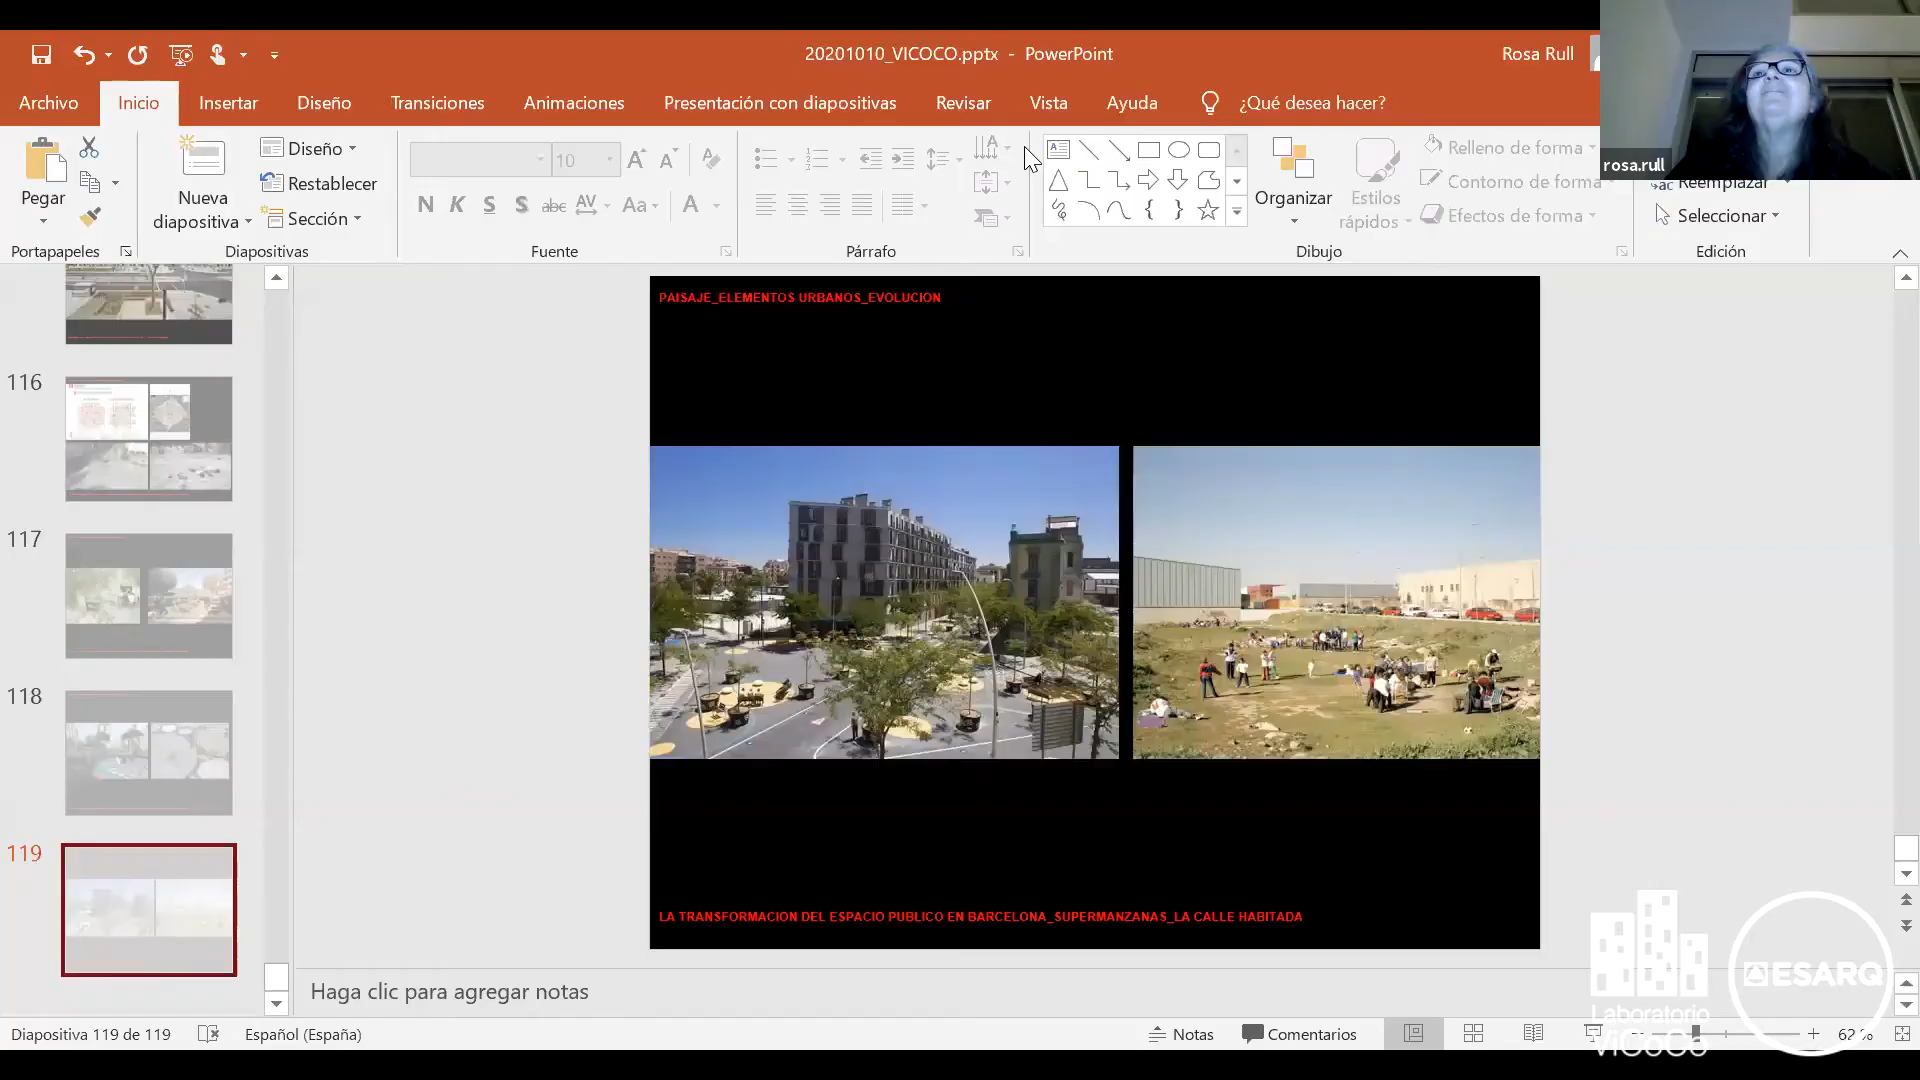 20201010_VICOCO.pptx - PowerPoint
Rosa Rull
Archivo
Inicio
Insertar
Diseño
Transiciones
Animaciones
Presentación con diapositivas
Revisar
Vista
Ayuda
¿Qué desea hacer?
rosa.rull
Pegar
Nueva
diapositiva
Diseño
Restablecer
Sección
10
N K S S abc AV Aa A
Organizar
Estilos
rápidos
Relleno de forma
Contorno de forma
Efectos de forma
Reemplazar
Seleccionar
Portapapeles
Diapositivas
Fuente
Párrafo
Dibujo
Edición
116
117
118
119
PAISAJE_ELEMENTOS URBANOS_EVOLUCION
LA TRANSFORMACION DEL ESPACIO PUBLICO EN BARCELONA_SUPERMANZANAS_LA CALLE HABITADA
Haga clic para agregar notas
Diapositiva 119 de 119
Español (España)
Notas
Comentarios
62 %
Laboratorio
ViCoCo
ESARQ